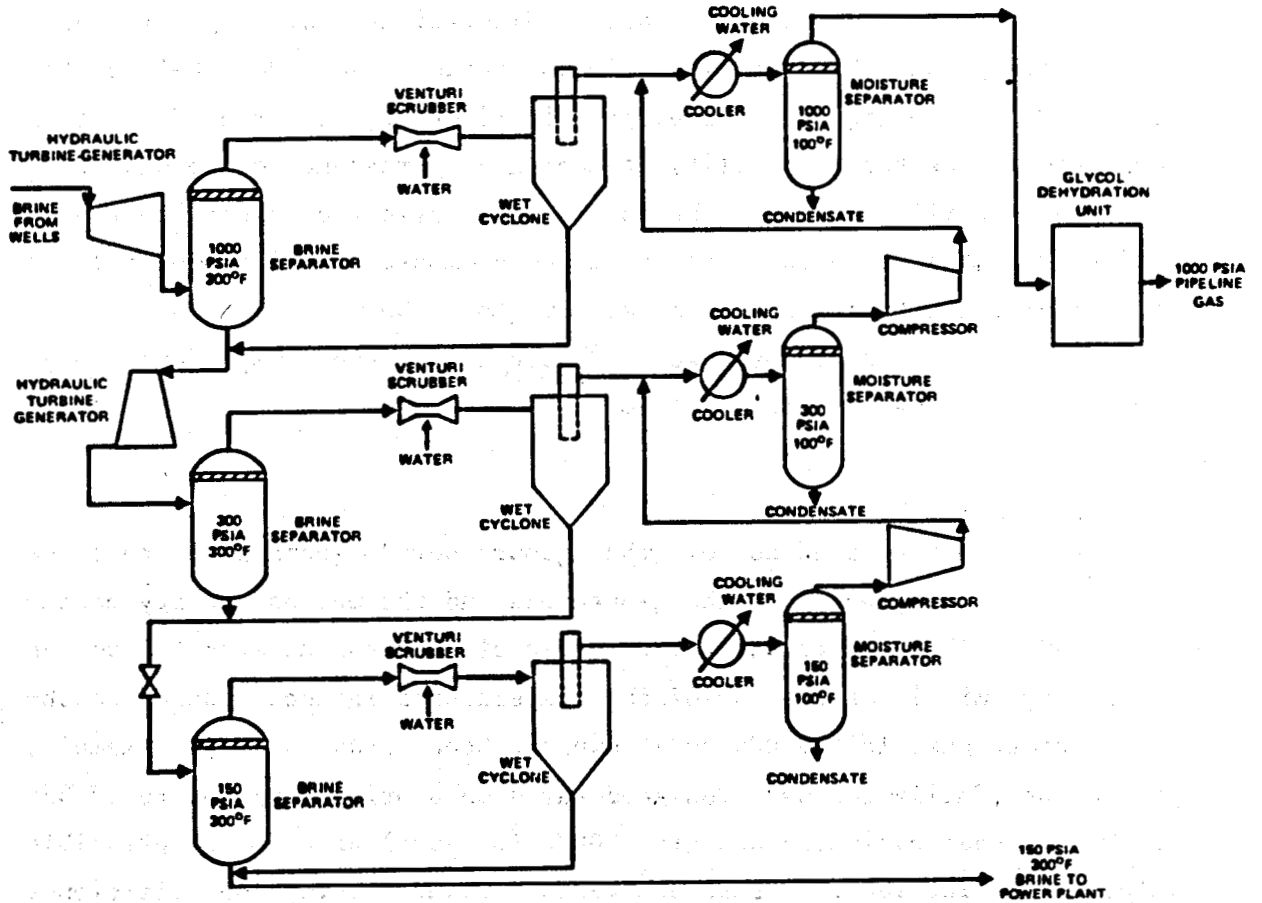 COOLING
WATER
VENTURI
SCRUBBER
MOISTURE
SEPARATOR
COOLER
HYDRAULIC
TURBINE-GENERATOR
1000
PSIA
100°F
WATER
GLYCOL
DEHYDRATION
UNIT
BRINE
FROM
WELLS
WET
CYCLONE
CONDENSATE
1000
PSIA
300°F
BRINE
SEPARATOR
1000 PSIA
PIPELINE
GAS
COOLING
WATER
COMPRESSOR
VENTURI
SCRUBBER
HYDRAULIC
TURBINE
GENERATOR
MOISTURE
SEPARATOR
COOLER
300
PSIA
100°F
WATER
WET
CYCLONE
CONDENSATE
300
PSIA
300°F
BRINE
SEPARATOR
COOLING
WATER
COMPRESSOR
VENTURI
SCRUBBER
MOISTURE
SEPARATOR
COOLER
150
PSIA
100°F
WATER
WET
CYCLONE
CONDENSATE
150
PSIA
300°F
BRINE
SEPARATOR
150 PSIA
300°F
BRINE TO
POWER PLANT